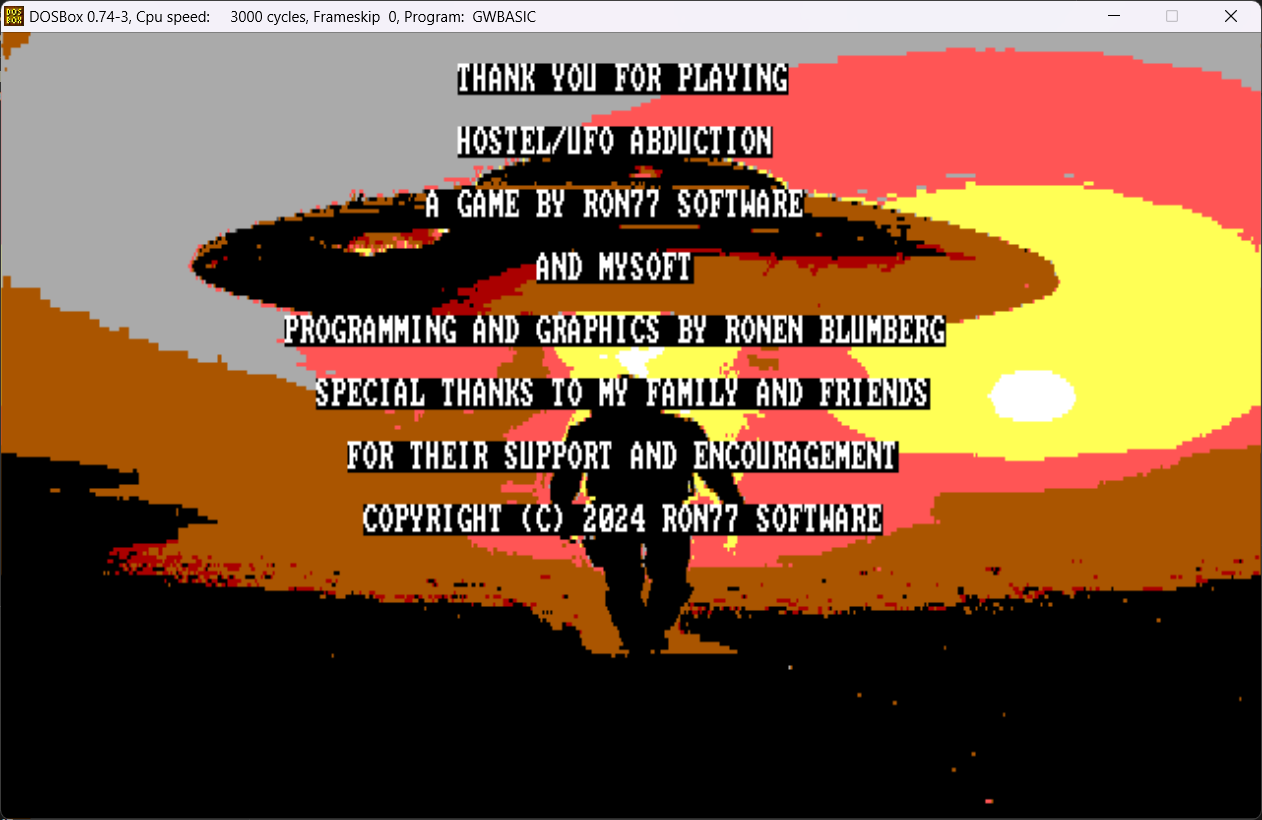 DOSBox 0.74-3, Cpu speed: 3000 cycles, Frameskip 0, Program: GWBASIC
THANK YOU FOR PLAYING
HOSTEL/UFO ABDUCTION
A GAME BY RON77 SOFTWARE
AND MYSOFT
PROGRAMMING AND GRAPHICS BY RONEN BLUMBERG
SPECIAL THANKS TO MY FAMILY AND FRIENDS
FOR THEIR SUPPORT AND ENCOURAGEMENT
COPYRIGHT (C) 2024 RON77 SOFTWARE